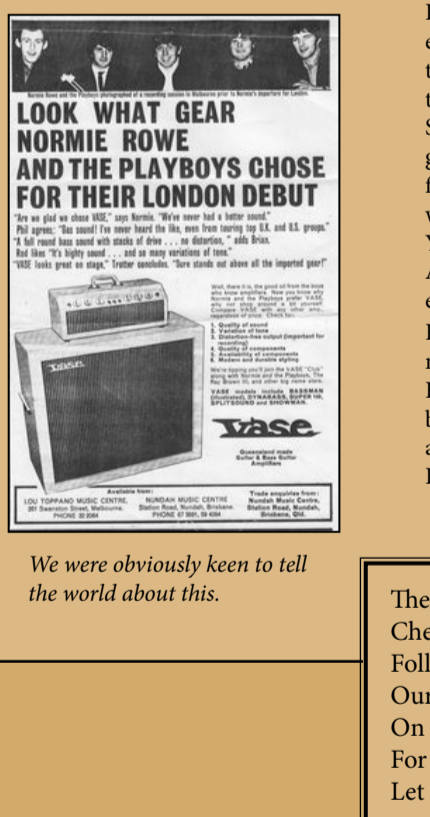 Normie Rowe and the Playboys photographed at a recording session in Melbourne prior to Normie's departure for London.
LOOK WHAT GEAR
NORMIE ROWE
AND THE PLAYBOYS CHOSE
FOR THEIR LONDON DEBUT
"Are we glad we chose VASE," says Normie. "We've never had a better sound."
Phil agrees; "Gas sound! I've never heard the like, even from touring top U.K. and U.S. groups."
"A full round bass sound with stacks of drive . . . no distortion, " adds Brian.
Rod likes "It's bighty sound . . . and so many variations of tone."
"VASE looks great on stage," Trotter concludes. "Sure stands out above all the imported gear!"
Well, there it is, the good oil from the boys
who know amplifiers. Now you know why
Normie and the Playboys prefer VASE,
why not shop around a bit yourself.
Compare VASE with any other amp.,
regardless of price. Check for:
1. Quality of sound
2. Variation of tone
3. Distortion-free output (important for
recording)
4. Quality of components
5. Availability of components
6. Modern and durable styling
We're tipping you'll join the VASE "Club"
along with Normie and the Playboys, The
Ray Brown III, and other big name stars.
VASE models include BASSMAN
(illustrated), DYNABASS, SUPER
SPLITSOUND and SHOWMAN.
Vase
Vase
Queensland made
Guitar & Bass Guitar
Amplifiers
Available from:
LOU TOPPANO MUSIC CENTRE,
Swanston Street, Melbourne.
PHONE
NUNDAH MUSIC CENTRE
Station Road, Nundah, Brisbane.
PHONE
Trade enquiries from:
Nundah Music Centre,
Station Road, Nundah,
Brisbane, Qld.
We were obviously keen to tell
the world about this.
The
Che
Foll
Our
On
For
Let